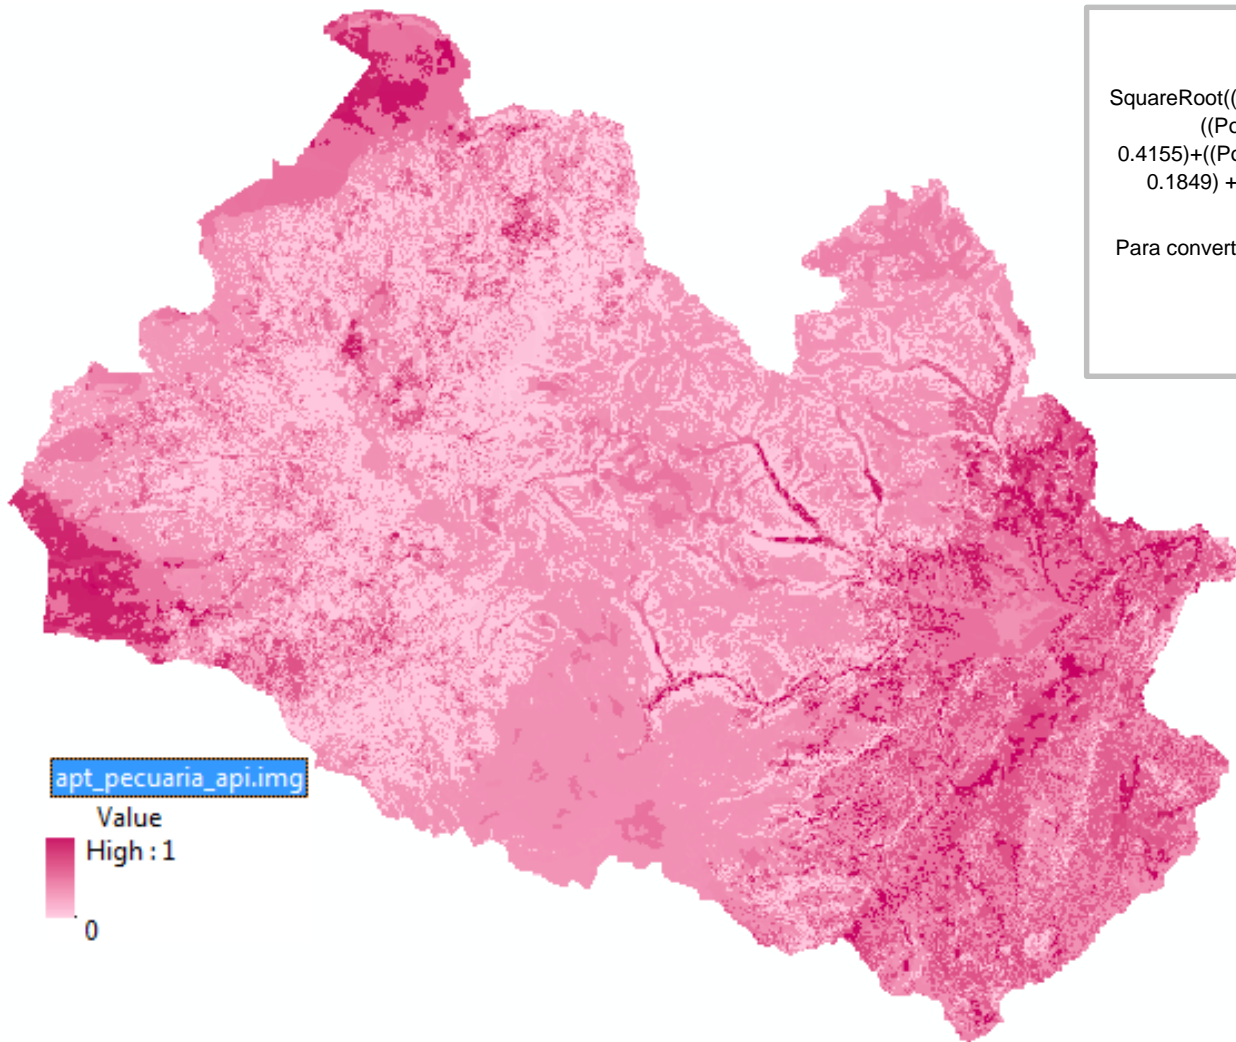 SquareRoot((
((Po
0.4155)+((Po
0.1849) +
Para convert
apt_pecuaria_api.img
Value
High : 1
0